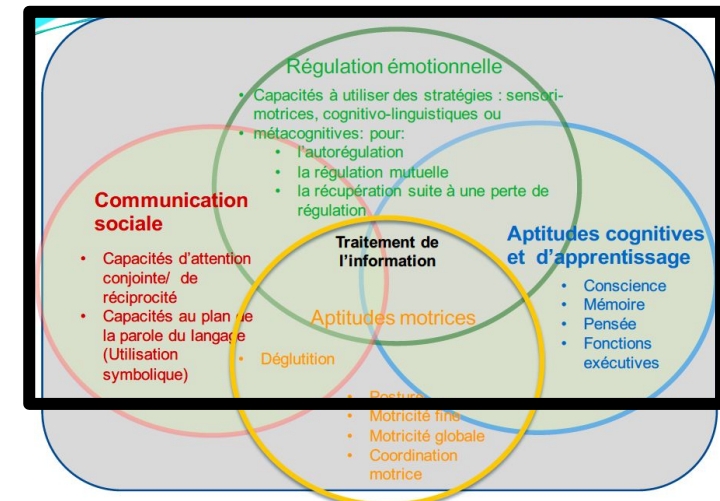 Régulation émotionnelle
• Capacités à utiliser des stratégies : sensori-
motrices, cognitivo-linguistiques ou
• métacognitives: pour:
• l'autorégulation
• la régulation mutuelle
• la récupération suite à une perte de
régulation
Communication
sociale
• Capacités d'attention
conjointe/ de
réciprocité
• Capacités au plan de
la parole du langage
(Utilisation
symbolique)
Traitement de
l'information
Aptitudes cognitives
et d'apprentissage
• Conscience
• Mémoire
• Pensée
• Fonctions
exécutives
Aptitudes motrices
• Déglutition
• Posture
• Motricité fine
• Motricité globale
• Coordination
motrice